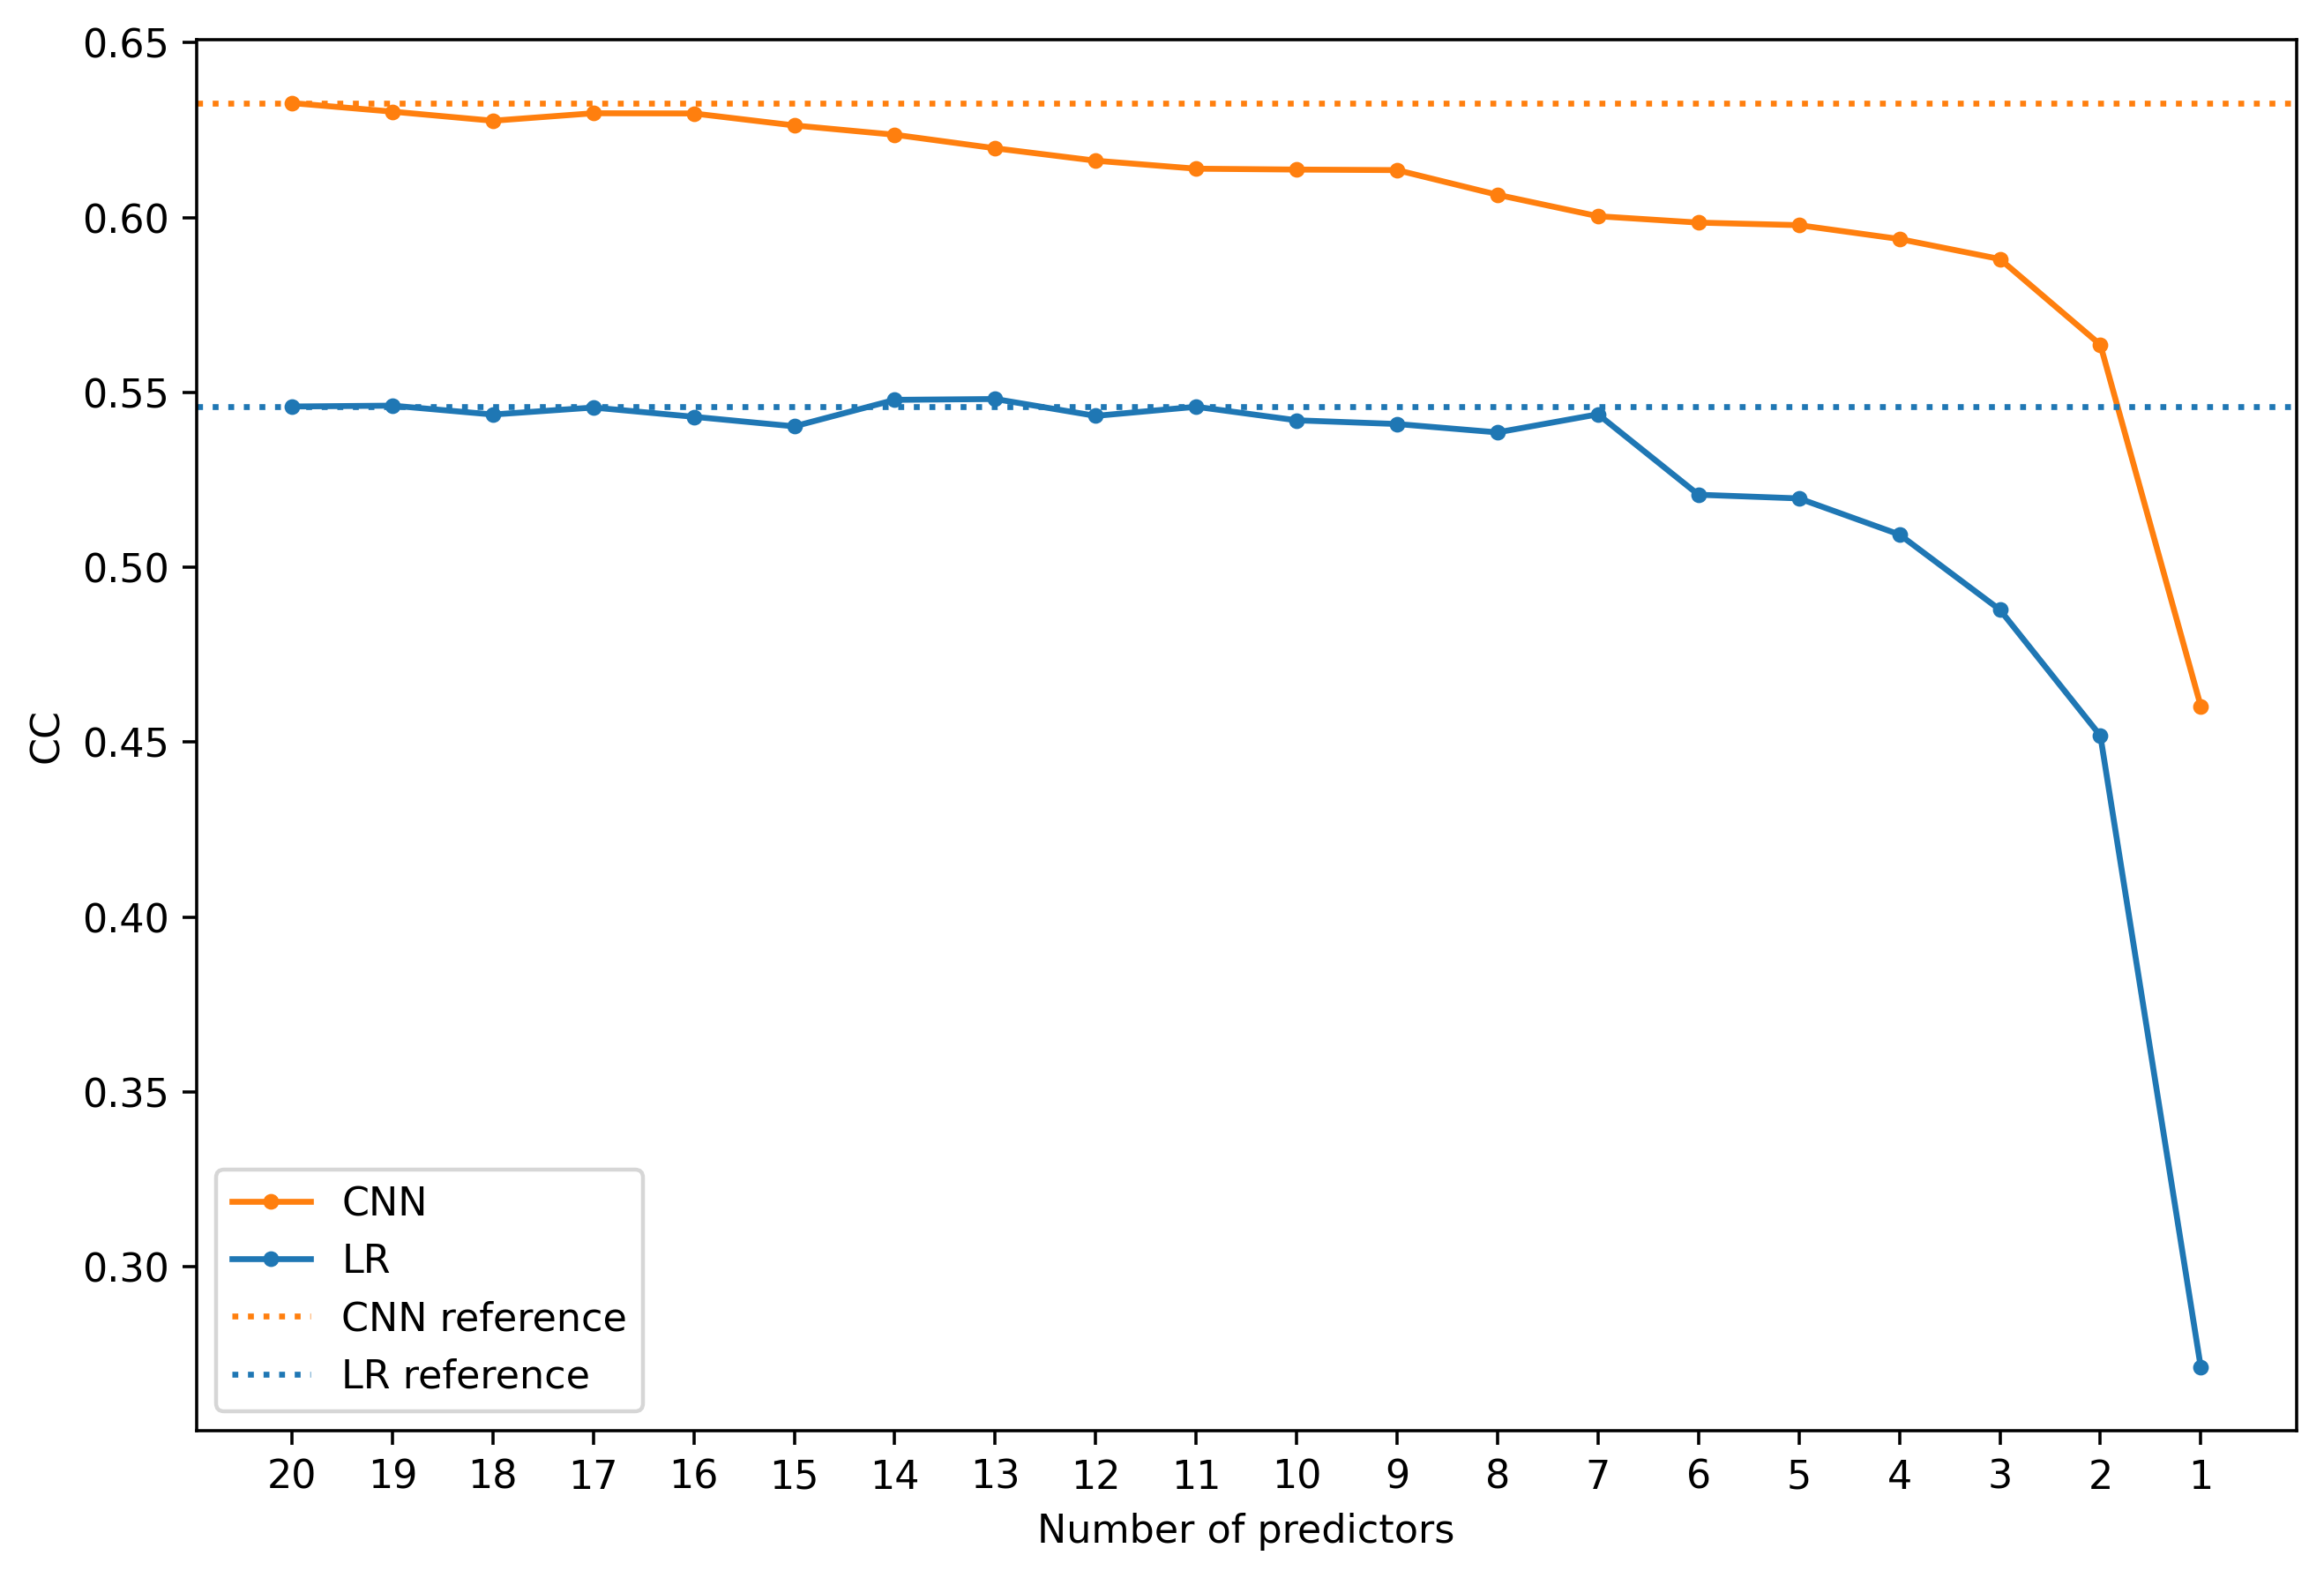 0.65
0.60
0.55
0.50
0.45
0.40
0.35
0.30
CC
CNN
LR
CNN reference
LR reference
20 19 18 17 16 15 14 13 12 11 10 9 8 7 6 5 4 3 2 1
Number of predictors